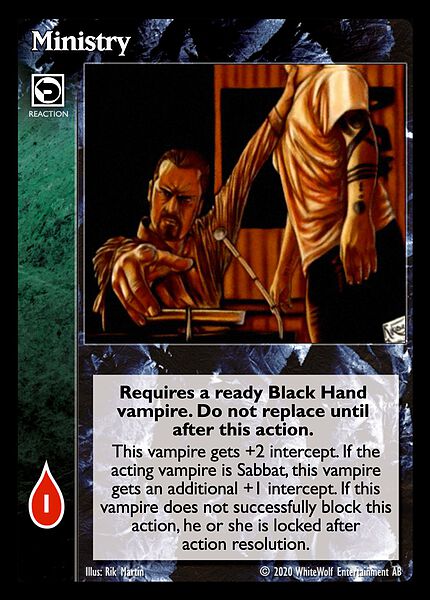 Ministry
REACTION
Requires a ready Black Hand
vampire. Do not replace until
after this action.
This vampire gets +2 intercept. If the
acting vampire is Sabbat, this vampire
gets an additional +1 intercept. If this
vampire does not successfully block this
action, he or she is locked after
action resolution.
1
Illus: Rik Martin
© 2020 WhiteWolf Entertainment AB